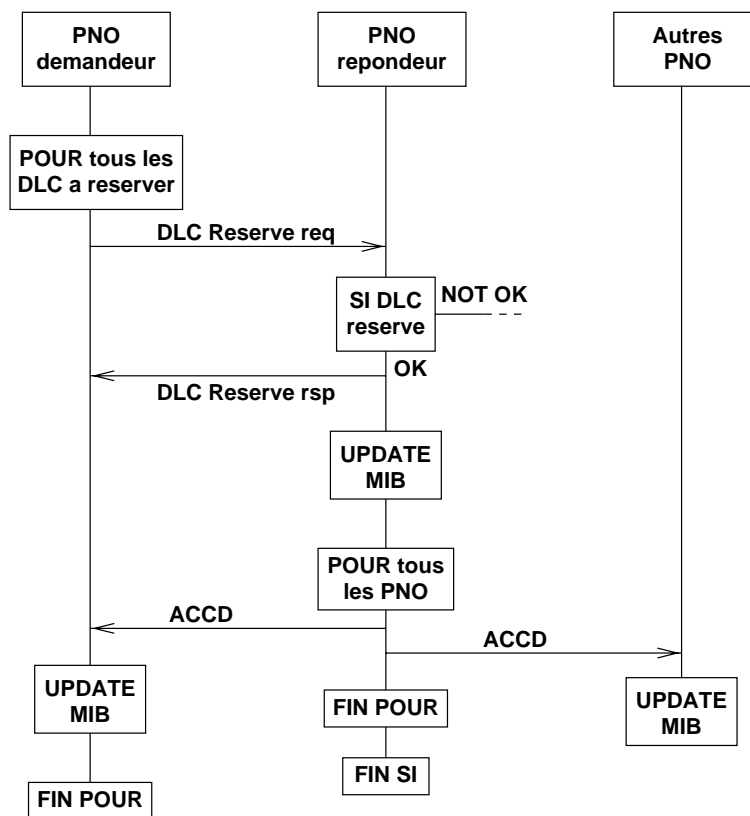 PNO
demandeur
PNO
repondeur
Autres
PNO
POUR tous les
DLC a reserver
DLC Reserve req
SI DLC
reserve
NOT OK
OK
DLC Reserve rsp
UPDATE
MIB
POUR tous
les PNO
ACCD
ACCD
UPDATE
MIB
FIN POUR
UPDATE
MIB
FIN SI
FIN POUR